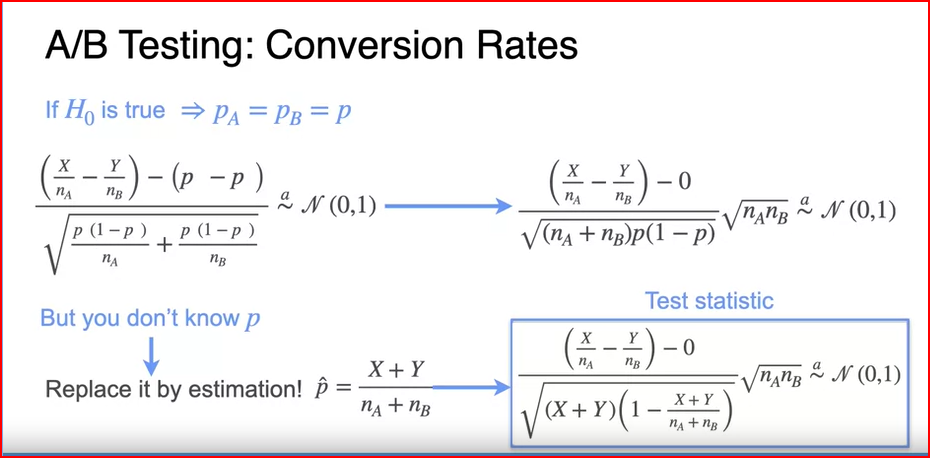 A/B Testing: Conversion Rates
If H₀ is true ⇒ p_A = p_B = p
\frac{\left(\frac{X}{n_A} - \frac{Y}{n_B}\right) - (p - p)}{\sqrt{\frac{p(1-p)}{n_A} + \frac{p(1-p)}{n_B}}} \overset{a}{\sim} \mathcal{N}(0,1)
\frac{\left(\frac{X}{n_A} - \frac{Y}{n_B}\right) - 0}{\sqrt{(n_A + n_B)p(1-p)}} \sqrt{n_A n_B} \overset{a}{\sim} \mathcal{N}(0,1)
But you don't know p
Replace it by estimation! \hat{p} = \frac{X + Y}{n_A + n_B}
Test statistic
\frac{\left(\frac{X}{n_A} - \frac{Y}{n_B}\right) - 0}{\sqrt{(X + Y)\left(1 - \frac{X + Y}{n_A + n_B}\right)}} \sqrt{n_A n_B} \overset{a}{\sim} \mathcal{N}(0,1)